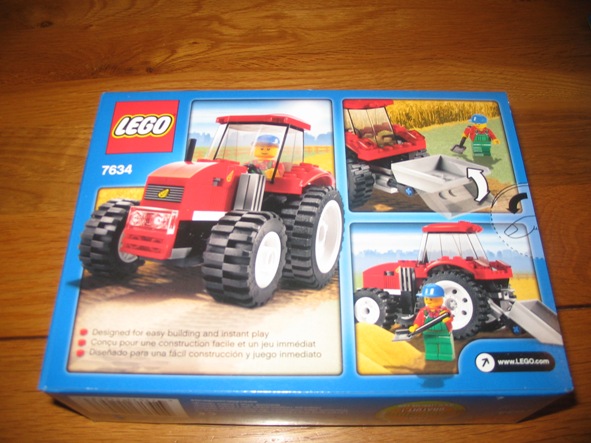 LEGO
7634
Designed for easy building and instant play
Conçu pour une construction facile et un jeu immédiat
Diseñado para una fácil construcción y juego inmediato
www.LEGO.com